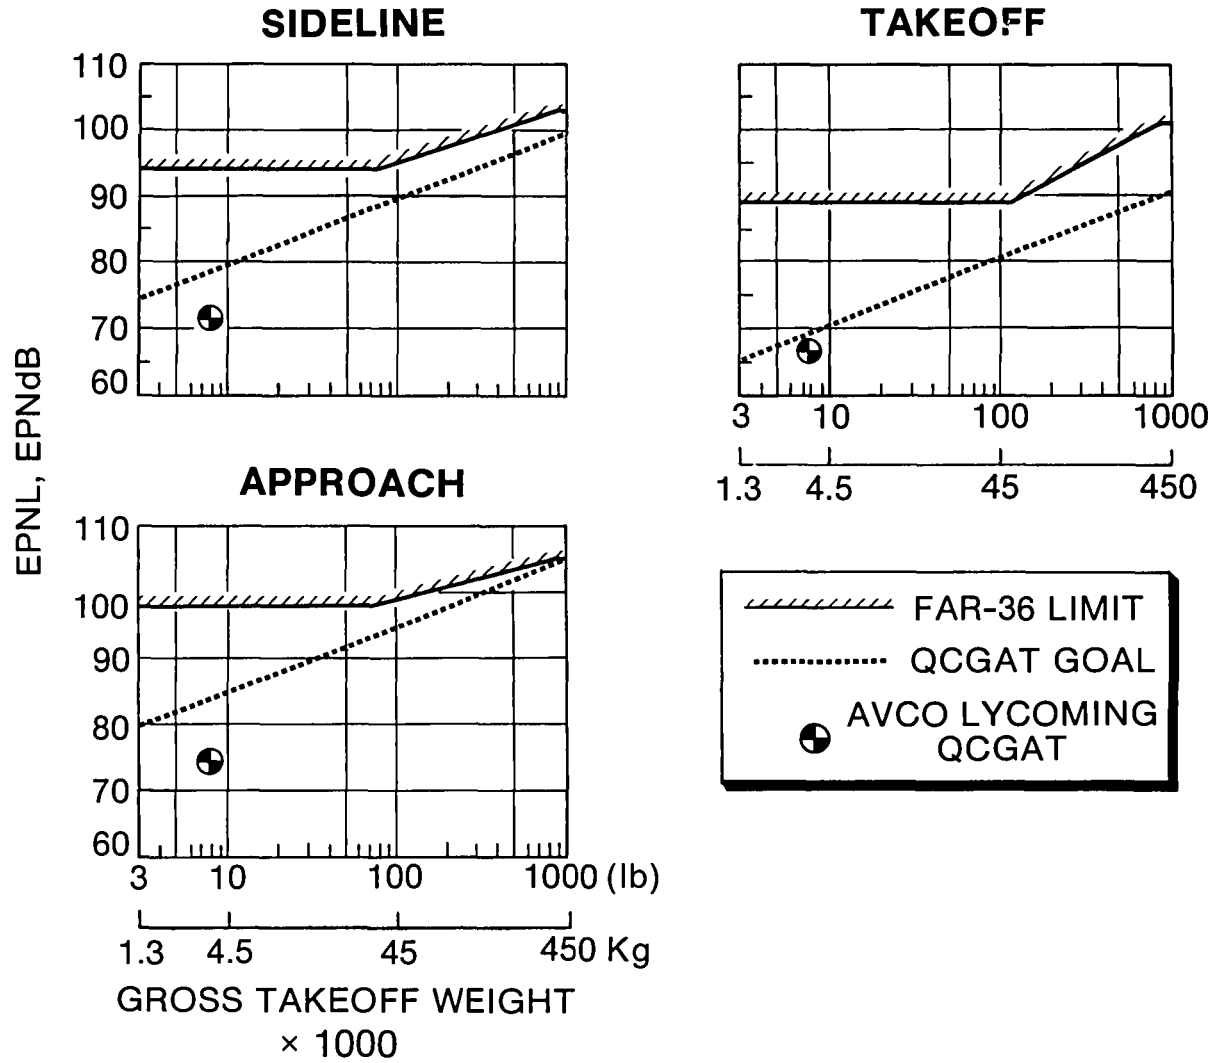 SIDELINE
110
100
90
80
70
60
TAKEOFF
3 10 100 1000
1.3 4.5 45 450
EPNL, EPNdB
APPROACH
110
100
90
80
70
60
3 10 100 1000 (lb)
1.3 4.5 45 450 Kg
GROSS TAKEOFF WEIGHT
× 1000
FAR-36 LIMIT
QCGAT GOAL
AVCO LYCOMING
QCGAT